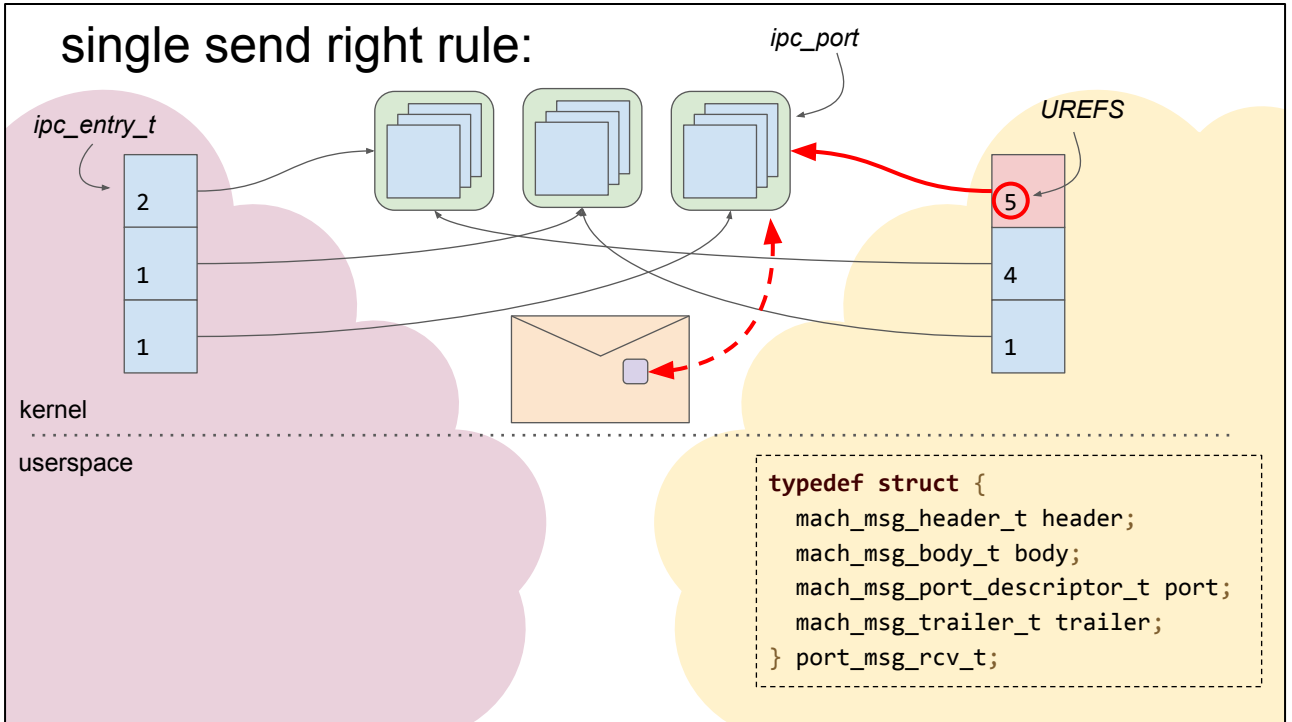 single send right rule:
ipc_port
ipc_entry_t
UREFS
2
1
1
5
4
1
kernel
userspace
typedef struct {
mach_msg_header_t header;
mach_msg_body_t body;
mach_msg_port_descriptor_t port;
mach_msg_trailer_t trailer;
} port_msg_rcv_t;